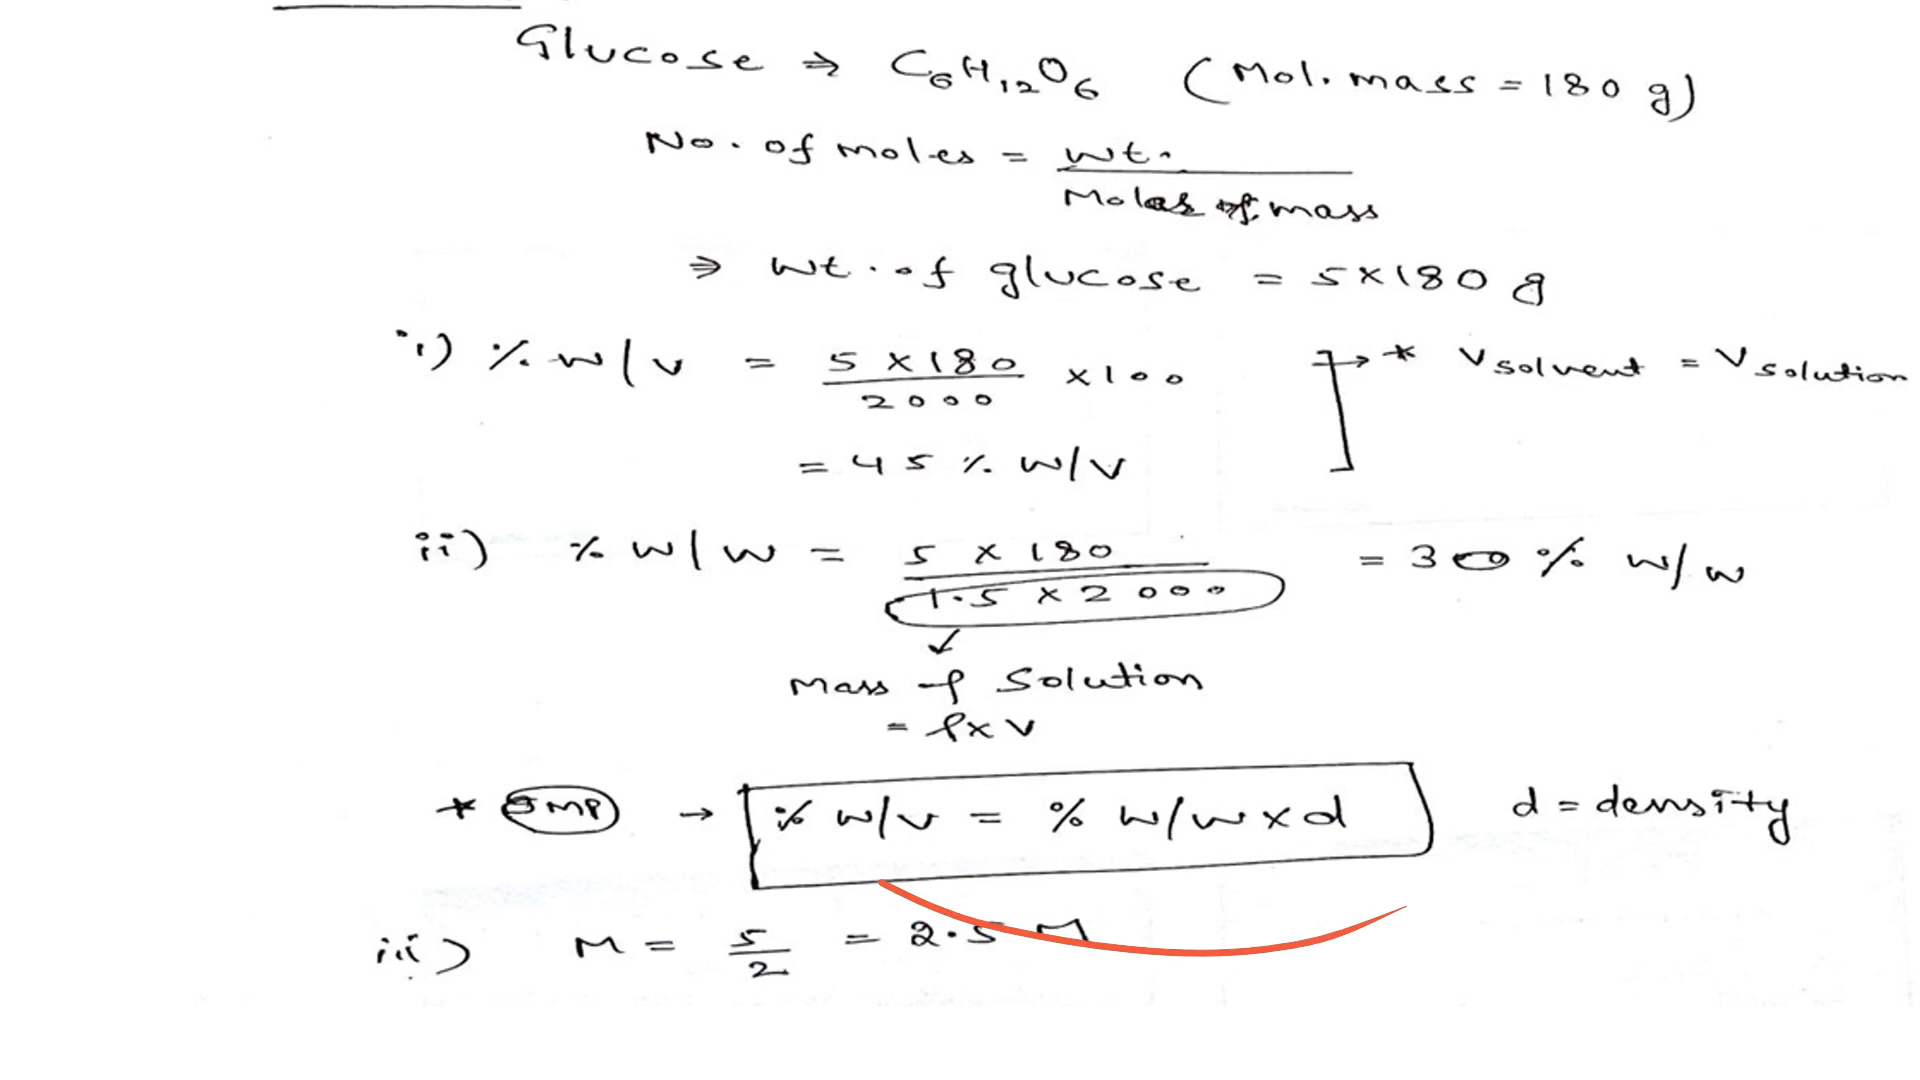 Glucose ⇒ C₆H₁₂O₆ (Mol. mass = 180 g)
No. of moles = wt. / Molar mass
⇒ wt. of glucose = 5×180 g
i) % w/v = 5 × 180 / 2000 × 100 → * V solvent = V solution
= 45 % w/v
ii) % w/w = 5 × 180 / 1.5 × 2000 = 30 % w/w
↓
Mass of solution
= ρ × v
* IMP → % w/v = % w/w × d d = density
iii) M = 5/2 = 2.5 M